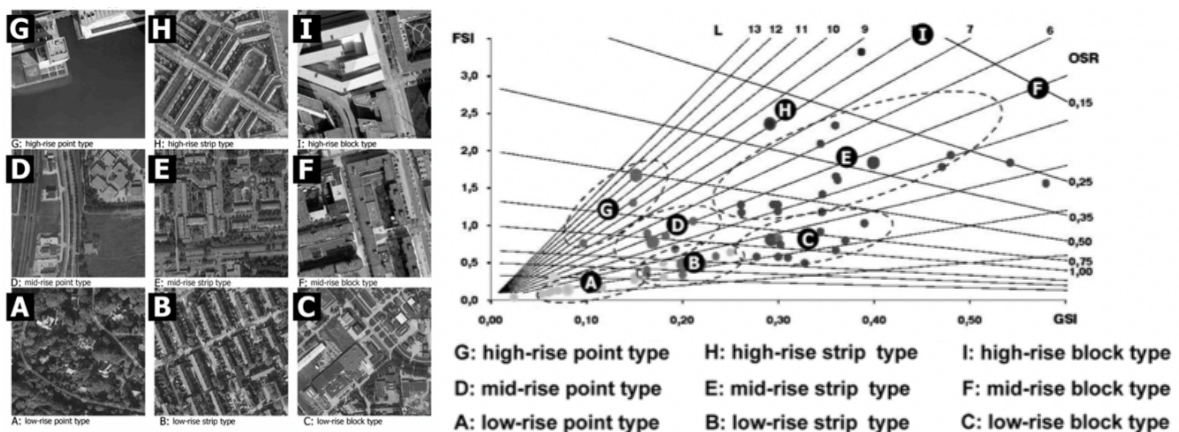 G
H
I
G: high-rise point type
H: high-rise strip type
I: high-rise block type
D
E
F
D: mid-rise point type
E: mid-rise strip type
F: mid-rise block type
A
B
C
A: low-rise point type
B: low-rise strip type
C: low-rise block type
FSI
L 13 12 11 10 9 I 7 6
OSR
3,0
2,5
2,0
1,5
1,0
0,5
0,0
H
F
E
G
D
C
B
A
0,15
0,25
0,35
0,50
0,75
1,00
0,00 0,10 0,20 0,30 0,40 0,50 GSI
G: high-rise point type H: high-rise strip type I: high-rise block type
D: mid-rise point type E: mid-rise strip type F: mid-rise block type
A: low-rise point type B: low-rise strip type C: low-rise block type